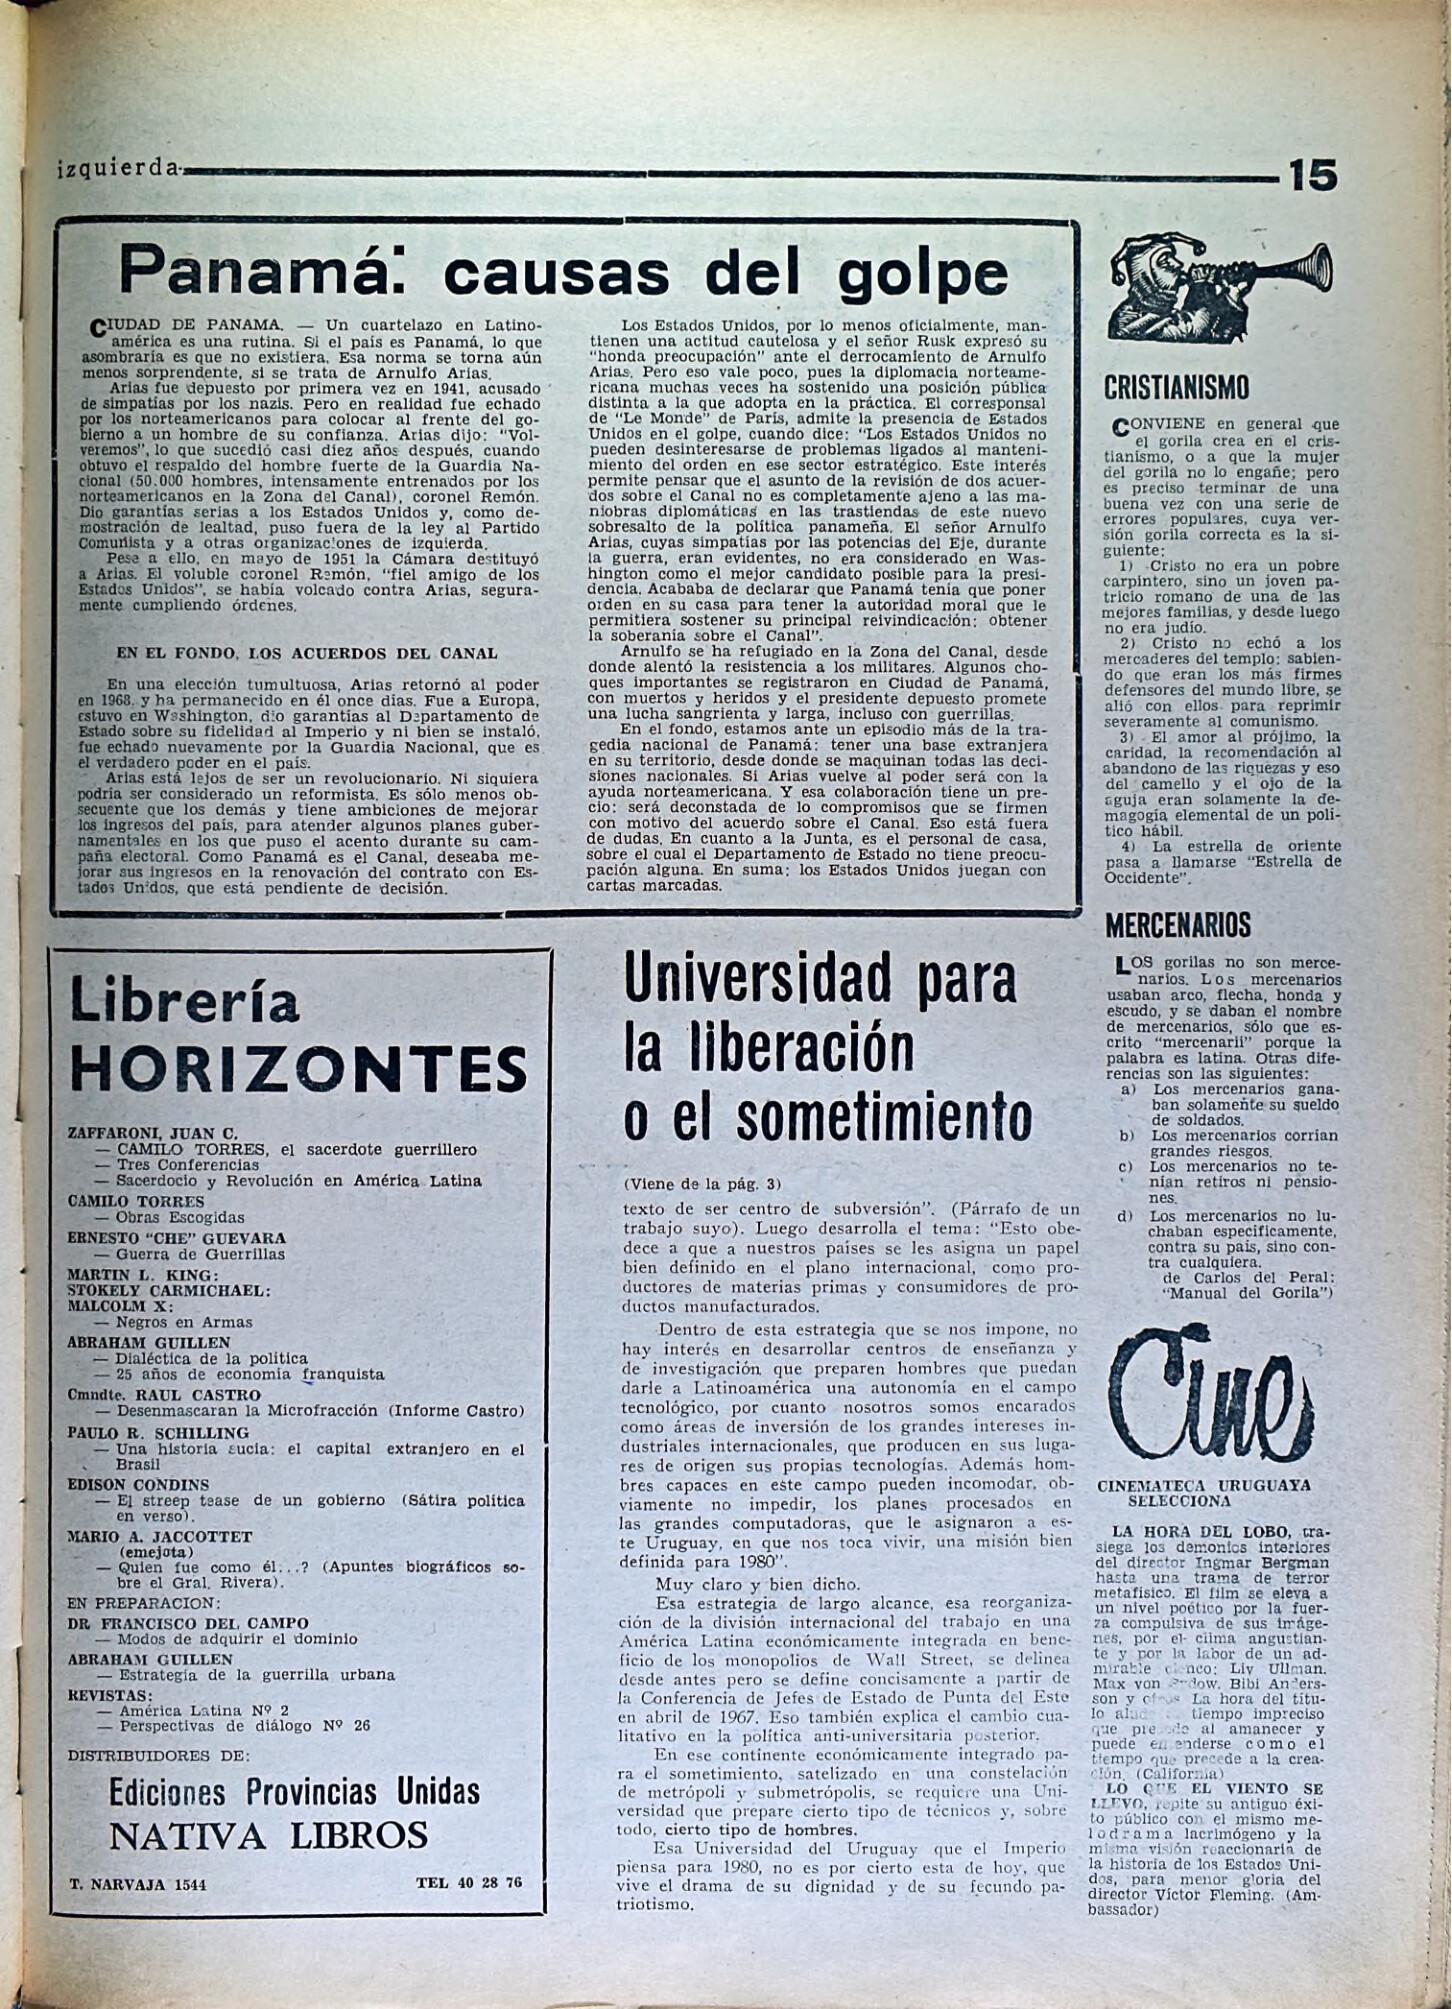 izquierda
15
Panamá: causas del golpe
CIUDAD DE PANAMA. — Un cuartelazo en Latino-
américa es una rutina. Si el país es Panamá, lo que
asombraría es que no existiera. Esa norma se torna aún
menos sorprendente, si se trata de Arnulfo Arias.
Arias fue depuesto por primera vez en 1941, acusado
de simpatías por los nazis. Pero en realidad fue echado
por los norteamericanos para colocar al frente del go-
bierno a un hombre de su confianza. Arias dijo: "Vol-
veremos", lo que sucedió casi diez años después, cuando
obtuvo el respaldo del hombre fuerte de la Guardia Na-
cional (50.000 hombres, intensamente entrenados por los
norteamericanos en la Zona del Canal), coronel Remón.
Dio garantías serias a los Estados Unidos y, como de-
mostración de lealtad, puso fuera de la ley al Partido
Comunista y a otras organizaciones de izquierda.
Pese a ello, en mayo de 1951 la Cámara destituyó
a Arias. El voluble coronel Remón, "fiel amigo de los
Estados Unidos", se había volcado contra Arias, segura-
mente cumpliendo órdenes.
EN EL FONDO, LOS ACUERDOS DEL CANAL
En una elección tumultuosa, Arias retornó al poder
en 1968, y ha permanecido en él once días. Fue a Europa,
estuvo en Washington, dio garantías al Departamento de
Estado sobre su fidelidad al Imperio y ni bien se instaló,
fue echado nuevamente por la Guardia Nacional, que es
el verdadero poder en el país.
Arias está lejos de ser un revolucionario. Ni siquiera
podría ser considerado un reformista. Es sólo menos ob-
secuente que los demás y tiene ambiciones de mejorar
los ingresos del país, para atender algunos planes guber-
namentales en los que puso el acento durante su cam-
paña electoral. Como Panamá es el Canal, deseaba me-
jorar sus ingresos en la renovación del contrato con Es-
tados Unidos, que está pendiente de decisión.
Los Estados Unidos, por lo menos oficialmente, man-
tienen una actitud cautelosa y el señor Rusk expresó su
"honda preocupación" ante el derrocamiento de Arnulfo
Arias. Pero eso vale poco, pues la diplomacia norteame-
ricana muchas veces ha sostenido una posición pública
distinta a la que adopta en la práctica. El corresponsal
de "Le Monde" de París, admite la presencia de Estados
Unidos en el golpe, cuando dice: "Los Estados Unidos no
pueden desinteresarse de problemas ligados al manteni-
miento del orden en ese sector estratégico. Este interés
permite pensar que el asunto de la revisión de dos acuer-
dos sobre el Canal no es completamente ajeno a las ma-
niobras diplomáticas en las trastiendas de este nuevo
sobresalto de la política panameña. El señor Arnulfo
Arias, cuyas simpatías por las potencias del Eje, durante
la guerra, eran evidentes, no era considerado en Was-
hington como el mejor candidato posible para la presi-
dencia. Acababa de declarar que Panamá tenía que poner
orden en su casa para tener la autoridad moral que le
permitiera sostener su principal reivindicación: obtener
la soberanía sobre el Canal".
Arnulfo se ha refugiado en la Zona del Canal, desde
donde alentó la resistencia a los militares. Algunos cho-
ques importantes se registraron en Ciudad de Panamá,
con muertos y heridos y el presidente depuesto promete
una lucha sangrienta y larga, incluso con guerrillas.
En el fondo, estamos ante un episodio más de la tra-
gedia nacional de Panamá: tener una base extranjera
en su territorio, desde donde se maquinan todas las deci-
siones nacionales. Si Arias vuelve al poder será con la
ayuda norteamericana. Y esa colaboración tiene un pre-
cio: será deconstada de lo compromisos que se firmen
con motivo del acuerdo sobre el Canal. Eso está fuera
de dudas. En cuanto a la Junta, es el personal de casa,
sobre el cual el Departamento de Estado no tiene preocu-
pación alguna. En suma: los Estados Unidos juegan con
cartas marcadas.
Librería
HORIZONTES
ZAFFARONI, JUAN C.
— CAMILO TORRES, el sacerdote guerrillero
— Tres Conferencias
— Sacerdocio y Revolución en América Latina
CAMILO TORRES
— Obras Escogidas
ERNESTO "CHE" GUEVARA
— Guerra de Guerrillas
MARTIN L. KING:
STOKELY CARMICHAEL:
MALCOLM X:
— Negros en Armas
ABRAHAM GUILLEN
— Dialéctica de la política
— 25 años de economía franquista
Cmndte. RAUL CASTRO
— Desenmascaran la Microfracción (Informe Castro)
PAULO R. SCHILLING
— Una historia sucia: el capital extranjero en el
Brasil
EDISON CONDINS
— El streep tease de un gobierno (Sátira política
en verso).
MARIO A. JACCOTTET
(emejota)
— Quien fue como él...? (Apuntes biográficos so-
bre el Gral. Rivera).
EN PREPARACION:
DR. FRANCISCO DEL CAMPO
— Modos de adquirir el dominio
ABRAHAM GUILLEN
— Estrategia de la guerrilla urbana
REVISTAS:
— América Latina Nº 2
— Perspectivas de diálogo Nº 26
DISTRIBUIDORES DE:
Ediciones Provincias Unidas
NATIVA LIBROS
T. NARVAJA 1544
TEL 40 28 76
Universidad para
la liberación
o el sometimiento
(Viene de la pág. 3)
texto de ser centro de subversión". (Párrafo de un
trabajo suyo). Luego desarrolla el tema: "Esto obe-
dece a que a nuestros países se les asigna un papel
bien definido en el plano internacional, como pro-
ductores de materias primas y consumidores de pro-
ductos manufacturados.
Dentro de esta estrategia que se nos impone, no
hay interés en desarrollar centros de enseñanza y
de investigación que preparen hombres que puedan
darle a Latinoamérica una autonomía en el campo
tecnológico, por cuanto nosotros somos encarados
como áreas de inversión de los grandes intereses in-
dustriales internacionales, que producen en sus luga-
res de origen sus propias tecnologías. Además hom-
bres capaces en este campo pueden incomodar, ob-
viamente no impedir, los planes procesados en
las grandes computadoras, que le asignaron a es-
te Uruguay, en que nos toca vivir, una misión bien
definida para 1980".
Muy claro y bien dicho.
Esa estrategia de largo alcance, esa reorganiza-
ción de la división internacional del trabajo en una
América Latina económicamente integrada en bene-
ficio de los monopolios de Wall Street, se delinea
desde antes pero se define concisamente a partir de
la Conferencia de Jefes de Estado de Punta del Este
en abril de 1967. Eso también explica el cambio cua-
litativo en la política anti-universitaria posterior.
En ese continente económicamente integrado pa-
ra el sometimiento, satelizado en una constelación
de metrópoli y submetrópolis, se requiere una Uni-
versidad que prepare cierto tipo de técnicos y, sobre
todo, cierto tipo de hombres.
Esa Universidad del Uruguay que el Imperio
piensa para 1980, no es por cierto esta de hoy, que
vive el drama de su dignidad y de su fecundo pa-
triotismo.
CRISTIANISMO
CONVIENE en general que
el gorila crea en el cris-
tianismo, o a que la mujer
del gorila no lo engañe; pero
es preciso terminar de una
buena vez con una serie de
errores populares, cuya ver-
sión gorila correcta es la si-
guiente:
1) Cristo no era un pobre
carpintero, sino un joven pa-
tricio romano de una de las
mejores familias, y desde luego
no era judío.
2) Cristo no echó a los
mercaderes del templo; sabien-
do que eran los más firmes
defensores del mundo libre, se
alió con ellos para reprimir
severamente al comunismo.
3) El amor al prójimo, la
caridad, la recomendación al
abandono de las riquezas y eso
del camello y el ojo de la
aguja eran solamente la de-
magogia elemental de un polí-
tico hábil.
4) La estrella de oriente
pasa a llamarse "Estrella de
Occidente".
MERCENARIOS
LOS gorilas no son merce-
narios. Los mercenarios
usaban arco, flecha, honda y
escudo, y se daban el nombre
de mercenarios, sólo que es-
crito "mercenarii" porque la
palabra es latina. Otras dife-
rencias son las siguientes:
a) Los mercenarios gana-
ban solamente su sueldo
de soldados.
b) Los mercenarios corrían
grandes riesgos.
c) Los mercenarios no te-
nían retiros ni pensio-
nes.
d) Los mercenarios no lu-
chaban específicamente,
contra su país, sino con-
tra cualquiera.
de Carlos del Peral:
"Manual del Gorila")
Cine
CINEMATECA URUGUAYA
SELECCIONA
LA HORA DEL LOBO, tra-
siega los demonios interiores
del director Ingmar Bergman
hasta una trama de terror
metafísico. El film se eleva a
un nivel poético por la fuer-
za compulsiva de sus imáge-
nes, por el clima angustian-
te y por la labor de un ad-
mirable elenco: Liv Ullman,
Max von Bibi Anders-
son y La hora del títu-
lo tiempo impreciso
que al amanecer y
puede entenderse como el
tiempo que precede a la crea-
ción. (California)
LO QUE EL VIENTO SE
LLEVO, repite su antiguo éxi-
to público con el mismo me-
lodrama lacrimógeno y la
misma visión reaccionaria de
la historia de los Estados Uni-
dos, para menor gloria del
director Víctor Fleming. (Am-
bassador)